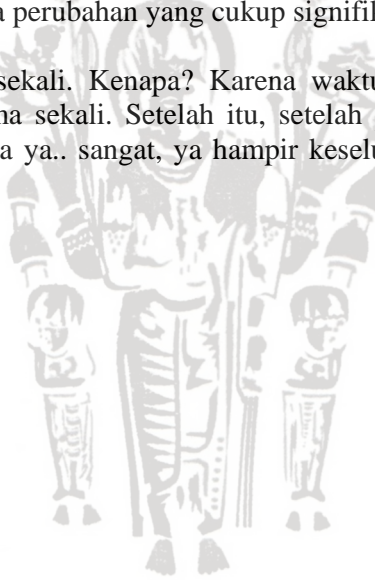 a perubahan yang cukup signifi
sekali. Kenapa? Karena waktu
na sekali. Setelah itu, setelah
a ya.. sangat, ya hampir kesel